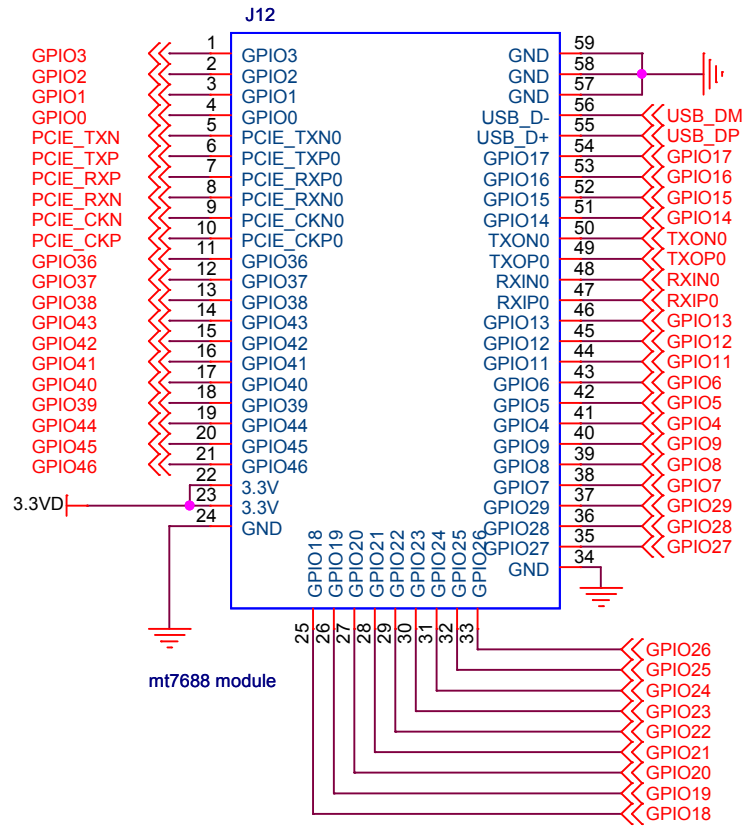 J12
GPIO3 1 GPIO3 GND 59
GPIO2 2 GPIO2 GND 58
GPIO1 3 GPIO1 GND 57
GPIO0 4 GPIO0 USB_D- 56 USB_DM
PCIE_TXN 5 PCIE_TXN0 USB_D+ 55 USB_DP
PCIE_TXP 6 PCIE_TXP0 GPIO17 54 GPIO17
PCIE_RXP 7 PCIE_RXP0 GPIO16 53 GPIO16
PCIE_RXN 8 PCIE_RXN0 GPIO15 52 GPIO15
PCIE_CKN 9 PCIE_CKN0 GPIO14 51 GPIO14
PCIE_CKP 10 PCIE_CKP0 TXON0 50 TXON0
GPIO36 11 GPIO36 TXOP0 49 TXOP0
GPIO37 12 GPIO37 RXIN0 48 RXIN0
GPIO38 13 GPIO38 RXIP0 47 RXIP0
GPIO43 14 GPIO43 GPIO13 46 GPIO13
GPIO42 15 GPIO42 GPIO12 45 GPIO12
GPIO41 16 GPIO41 GPIO11 44 GPIO11
GPIO40 17 GPIO40 GPIO6 43 GPIO6
GPIO39 18 GPIO39 GPIO5 42 GPIO5
GPIO44 19 GPIO44 GPIO4 41 GPIO4
GPIO45 20 GPIO45 GPIO9 40 GPIO9
GPIO46 21 GPIO46 GPIO8 39 GPIO8
22 3.3V GPIO7 38 GPIO7
3.3VD 23 3.3V GPIO29 37 GPIO29
24 GND GPIO28 36 GPIO28
GPIO27 35 GPIO27
GND 34
GPIO18 GPIO19 GPIO20 GPIO21 GPIO22 GPIO23 GPIO24 GPIO25 GPIO26
25 26 27 28 29 30 31 32 33
mt7688 module
GPIO26
GPIO25
GPIO24
GPIO23
GPIO22
GPIO21
GPIO20
GPIO19
GPIO18